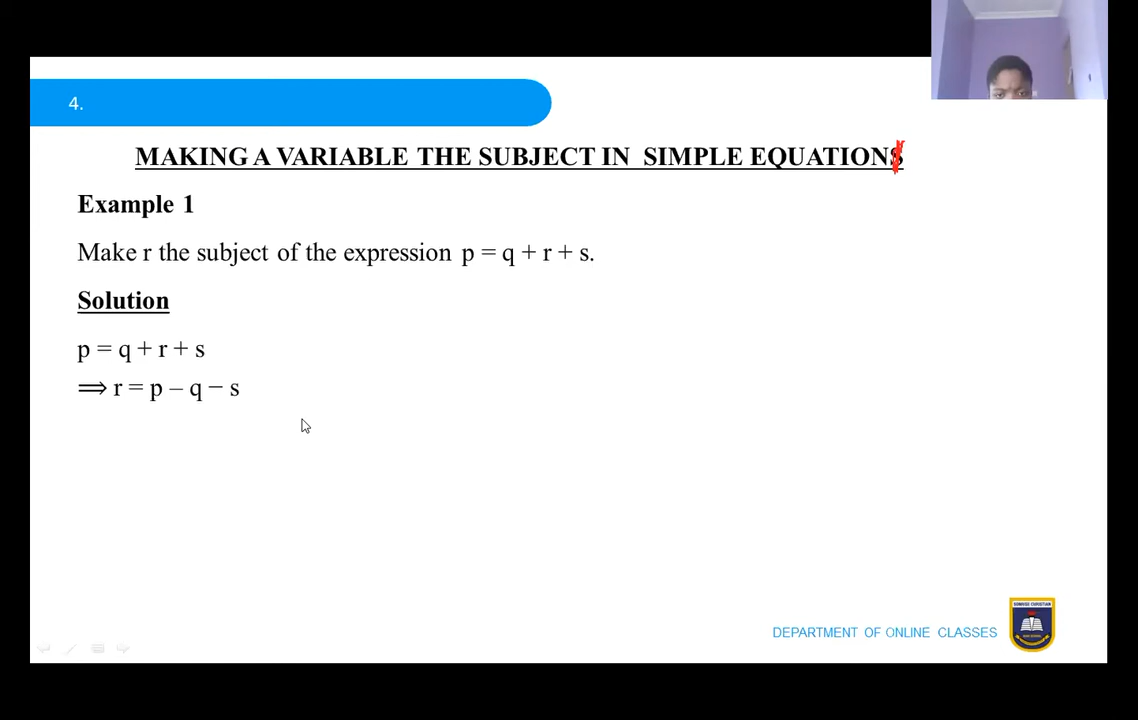 4.
MAKING A VARIABLE THE SUBJECT IN SIMPLE EQUATIONS
Example 1
Make r the subject of the expression p = q + r + s.
Solution
p = q + r + s
⟹ r = p – q − s
DEPARTMENT OF ONLINE CLASSES